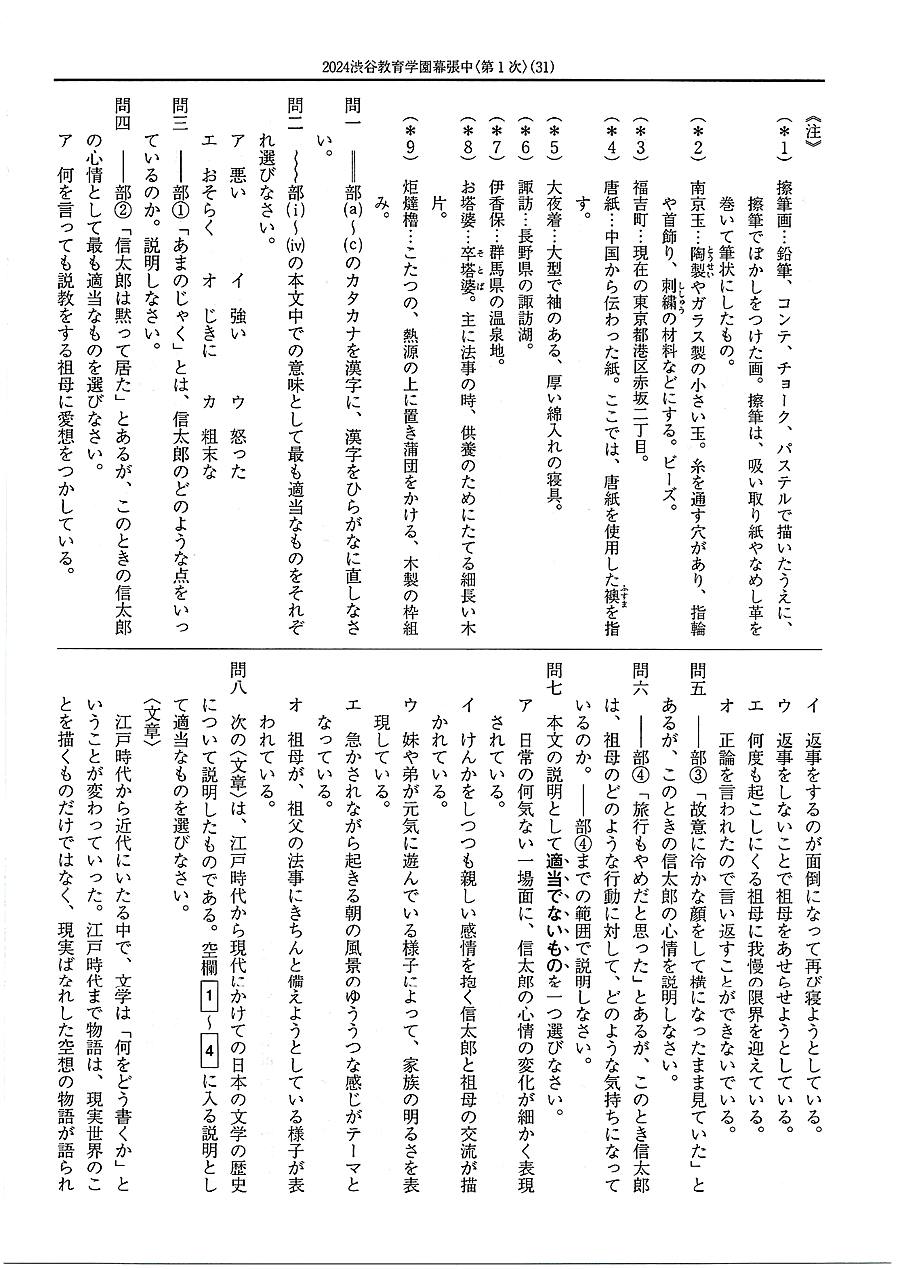 2024渋谷教育学園幕張中〈第1次〉(31)
《注》
(＊1) 擦筆画…鉛筆、コンテ、チョーク、パステルで描いたうえに、
擦筆でぼかしをつけた画。擦筆は、吸い取り紙やなめし革を
巻いて筆状にしたもの。
(＊2) 南京玉…陶製やガラス製の小さい玉。糸を通す穴があり、指輪
や首飾り、刺繍の材料などにする。ビーズ。
(＊3) 福吉町…現在の東京都港区赤坂二丁目。
(＊4) 唐紙…中国から伝わった紙。ここでは、唐紙を使用した襖を指
す。
(＊5) 大夜着…大型で袖のある、厚い綿入れの寝具。
(＊6) 諏訪…長野県の諏訪湖。
(＊7) 伊香保…群馬県の温泉地。
(＊8) お塔婆…卒塔婆。主に法事の時、供養のためにたてる細長い木
片。
(＊9) 炬燵櫓…こたつの、熱源の上に置き蒲団をかける、木製の枠組
み。
問一 ══部(a)～(c)のカタカナを漢字に、漢字をひらがなに直しなさ
い。
問二 〜〜部(i)～(iv)の本文中での意味として最も適当なものをそれぞ
れ選びなさい。
ア 悪い イ 強い ウ 怒った
エ おそらく オ じきに カ 粗末な
問三 ――部①「あまのじゃく」とは、信太郎のどのような点をいっ
ているのか。説明しなさい。
問四 ――部②「信太郎は黙って居た」とあるが、このときの信太郎
の心情として最も適当なものを選びなさい。
ア 何を言っても説教をする祖母に愛想をつかしている。
イ 返事をするのが面倒になって再び寝ようとしている。
ウ 返事をしないことで祖母をあせらせようとしている。
エ 何度も起こしにくる祖母に我慢の限界を迎えている。
オ 正論を言われたので言い返すことができないでいる。
問五 ――部③「故意に冷かな顔をして横になったまま見ていた」と
あるが、このときの信太郎の心情を説明しなさい。
問六 ――部④「旅行もやめだと思った」とあるが、このとき信太郎
は、祖母のどのような行動に対して、どのような気持ちになって
いるのか。――部④までの範囲で説明しなさい。
問七 本文の説明として適当でないものを一つ選びなさい。
ア 日常の何気ない一場面に、信太郎の心情の変化が細かく表現
されている。
イ けんかをしつつも親しい感情を抱く信太郎と祖母の交流が描
かれている。
ウ 妹や弟が元気に遊んでいる様子によって、家族の明るさを表
現している。
エ 急かされながら起きる朝の風景のゆううつな感じがテーマと
なっている。
オ 祖母が、祖父の法事にきちんと備えようとしている様子が表
われている。
問八 次の〈文章〉は、江戸時代から現代にかけての日本の文学の歴史
について説明したものである。空欄1～4に入る説明とし
て適当なものを選びなさい。
〈文章〉
江戸時代から近代にいたる中で、文学は「何をどう書くか」と
いうことが変わっていった。江戸時代まで物語は、現実世界のこ
とを描くものだけではなく、現実ばなれした空想の物語が語られ